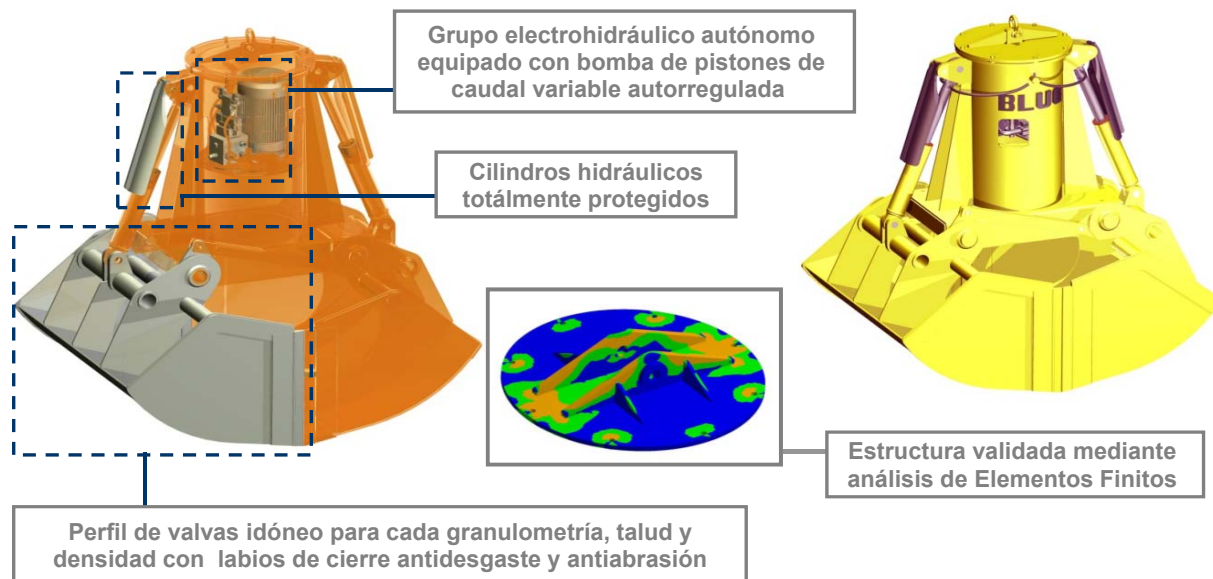 Grupo electrohidráulico autónomo
equipado con bomba de pistones de
caudal variable autorregulada
Cilindros hidráulicos
totálmente protegidos
BLUG
Estructura validada mediante
análisis de Elementos Finitos
Perfil de valvas idóneo para cada granulometría, talud y
densidad con labios de cierre antidesgaste y antiabrasión